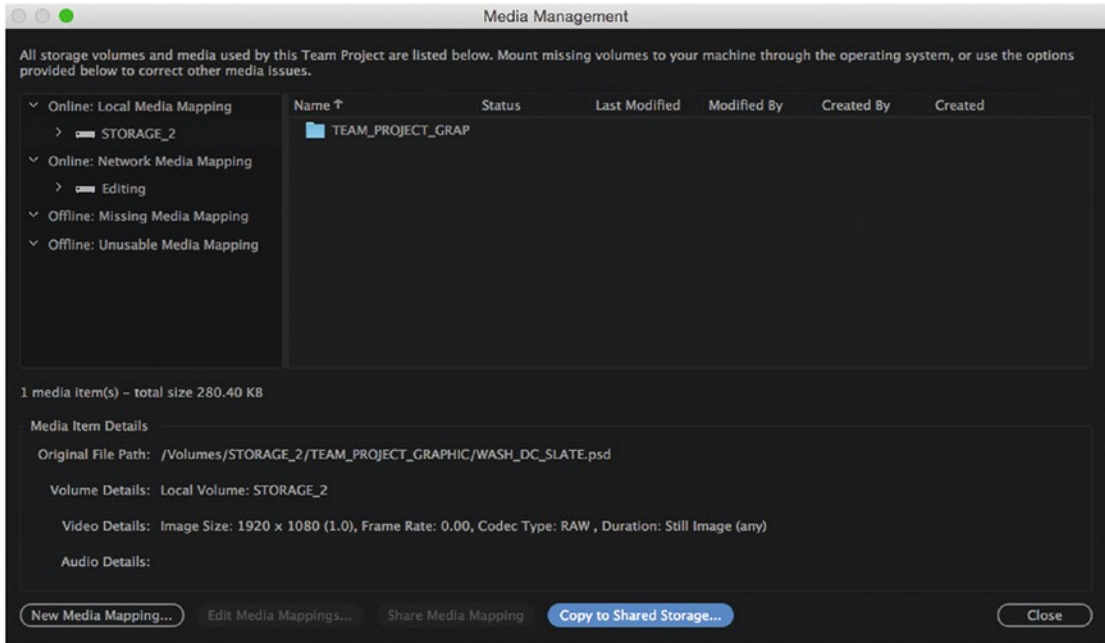 Media Management
All storage volumes and media used by this Team Project are listed below. Mount missing volumes to your machine through the operating system, or use the options
provided below to correct other media issues.
Online: Local Media Mapping
STORAGE_2
Online: Network Media Mapping
Editing
Offline: Missing Media Mapping
Offline: Unusable Media Mapping
Name ↑ Status Last Modified Modified By Created By Created
TEAM_PROJECT_GRAP
1 media item(s) – total size 280.40 KB
Media Item Details
Original File Path: /Volumes/STORAGE_2/TEAM_PROJECT_GRAPHIC/WASH_DC_SLATE.psd
Volume Details: Local Volume: STORAGE_2
Video Details: Image Size: 1920 x 1080 (1.0), Frame Rate: 0.00, Codec Type: RAW , Duration: Still Image (any)
Audio Details:
New Media Mapping... Edit Media Mappings... Share Media Mapping Copy to Shared Storage... Close